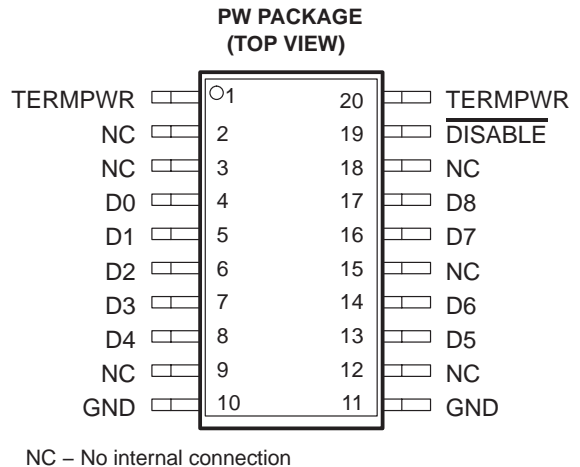 PW PACKAGE
(TOP VIEW)
TERMPWR 1 20 TERMPWR
NC 2 19 DISABLE
NC 3 18 NC
D0 4 17 D8
D1 5 16 D7
D2 6 15 NC
D3 7 14 D6
D4 8 13 D5
NC 9 12 NC
GND 10 11 GND
NC – No internal connection